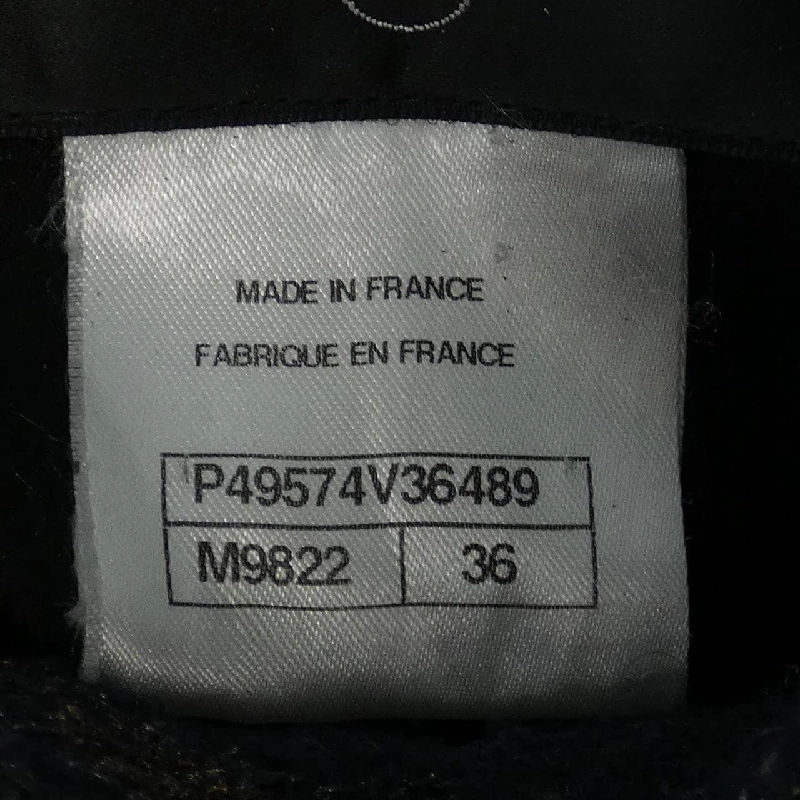 MADE IN FRANCE
FABRIQUE EN FRANCE
P49574V36489
M9822 36